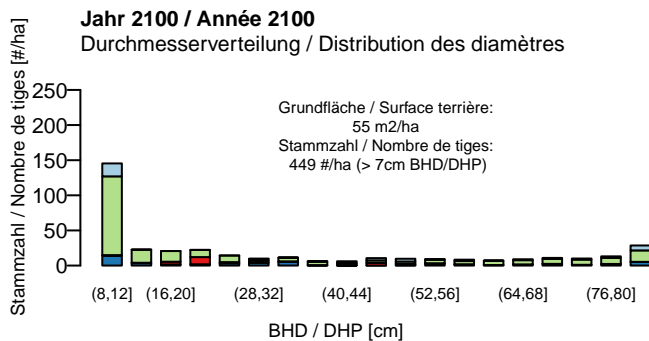 Jahr 2100 / Année 2100
Durchmesserverteilung / Distribution des diamètres
Stammzahl / Nombre de tiges [#/ha]
250
200
150
100
50
0
Grundfläche / Surface terrière:
55 m2/ha
Stammzahl / Nombre de tiges:
449 #/ha (> 7cm BHD/DHP)
(8,12] (16,20] (28,32] (40,44] (52,56] (64,68] (76,80]
BHD / DHP [cm]